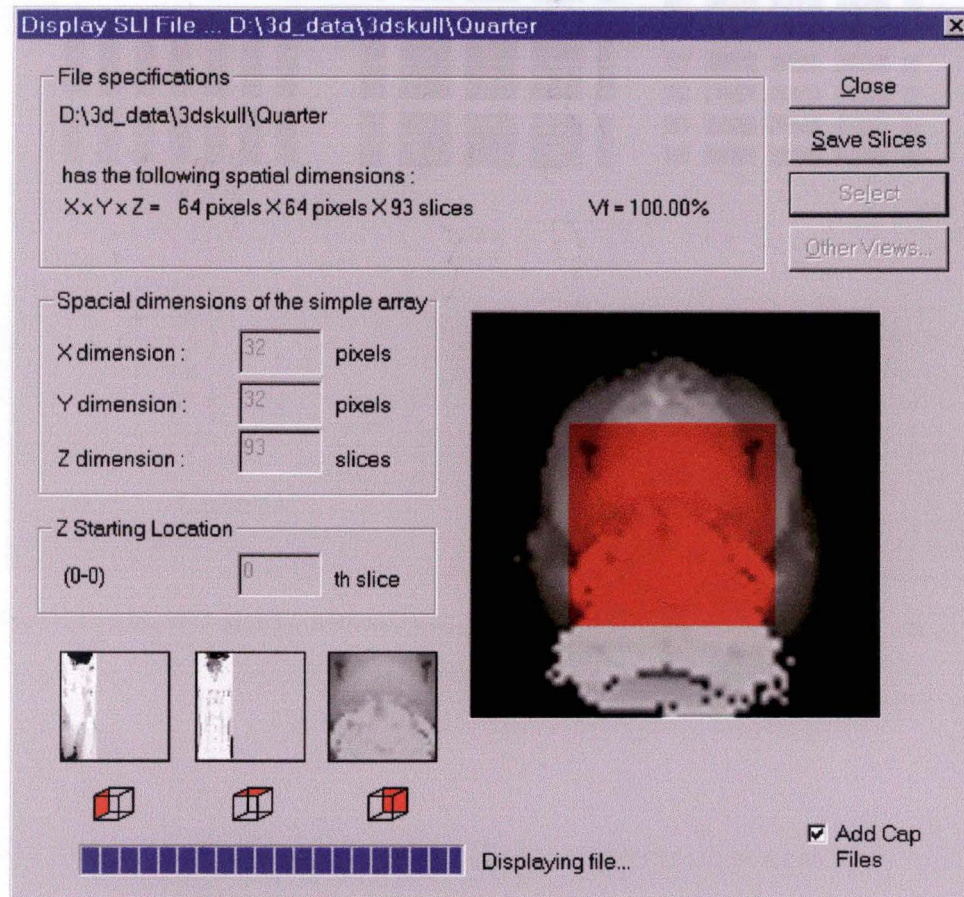 Display SLI File ... D:\3d_data\3dskull\Quarter
File specifications
D:\3d_data\3dskull\Quarter
has the following spatial dimensions :
X x Y x Z = 64 pixels X 64 pixels X 93 slices Vf = 100.00%
Close
Save Slices
Select
Other Views...
Spacial dimensions of the simple array
X dimension : 32 pixels
Y dimension : 32 pixels
Z dimension : 93 slices
Z Starting Location
(0-0) 0 th slice
Displaying file...
Add Cap
Files